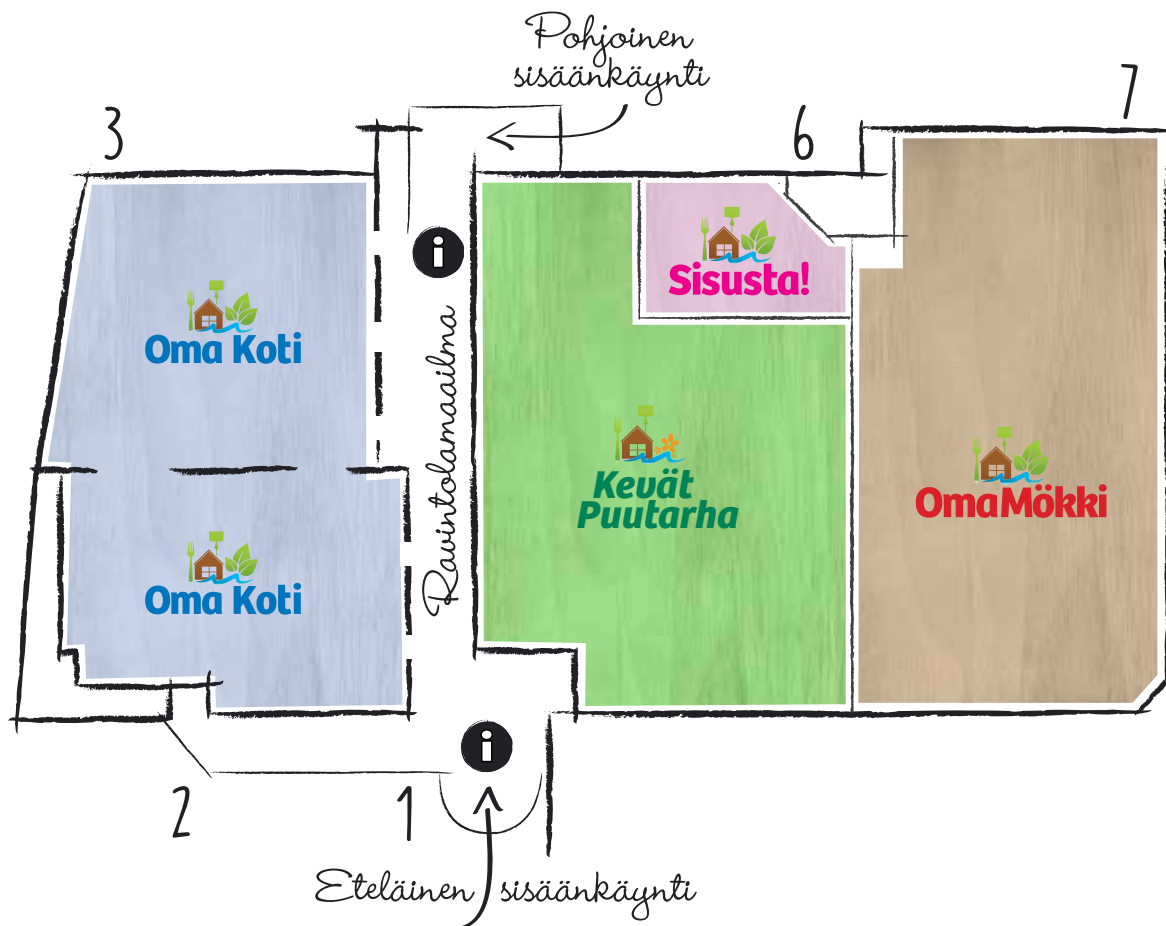 Pohjoinen
sisäänkäynti
3
6
7
i
Sisusta!
Oma Koti
Ravintolamaailma
Kevät
Puutarha
OmaMökki
Oma Koti
i
2
1
Eteläinen sisäänkäynti